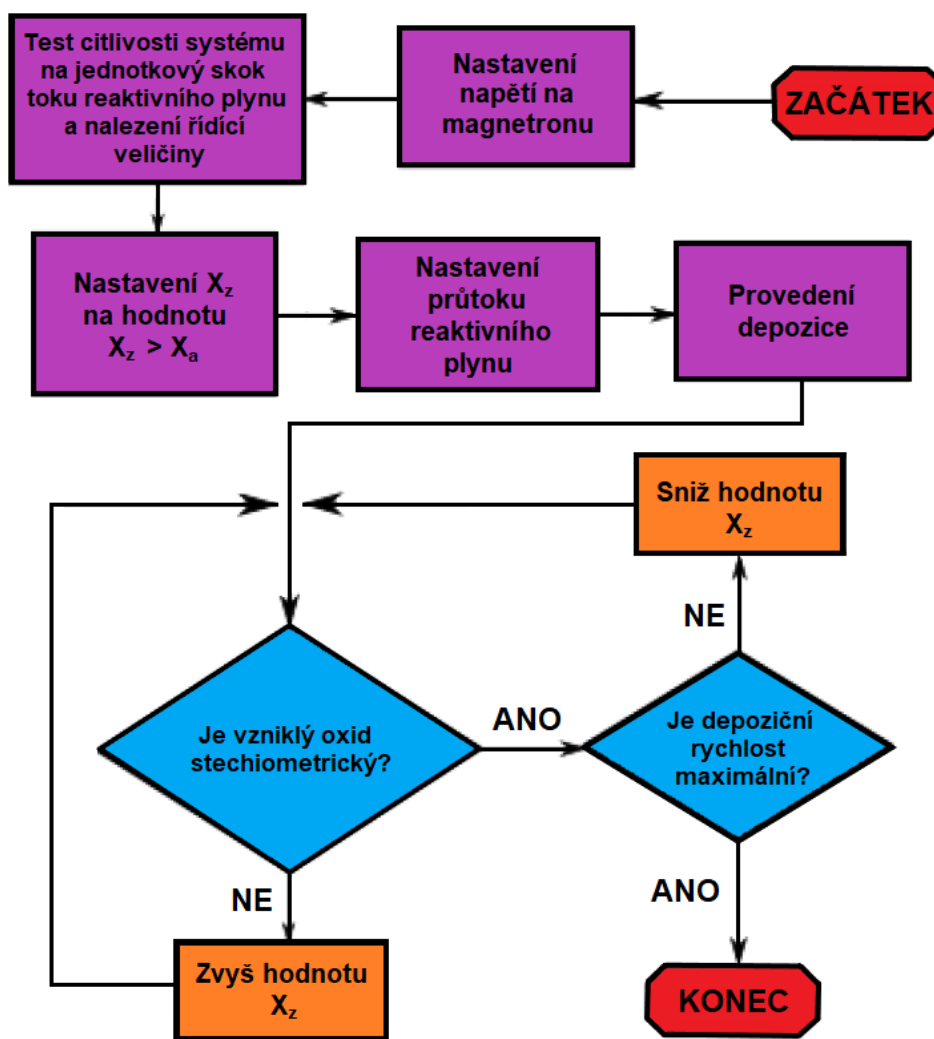 ZAČÁTEK
Nastavení
napětí na
magnetronu
Test citlivosti systému
na jednotkový skok
toku reaktivního plynu
a nalezení řídící
veličiny
Nastavení Xz
na hodnotu
Xz > Xa
Nastavení
průtoku
reaktivního
plynu
Provedení
depozice
Sniž hodnotu
Xz
NE
Je vzniklý oxid
stechiometrický?
ANO
Je depoziční
rychlost
maximální?
NE
ANO
Zvyš hodnotu
Xz
KONEC